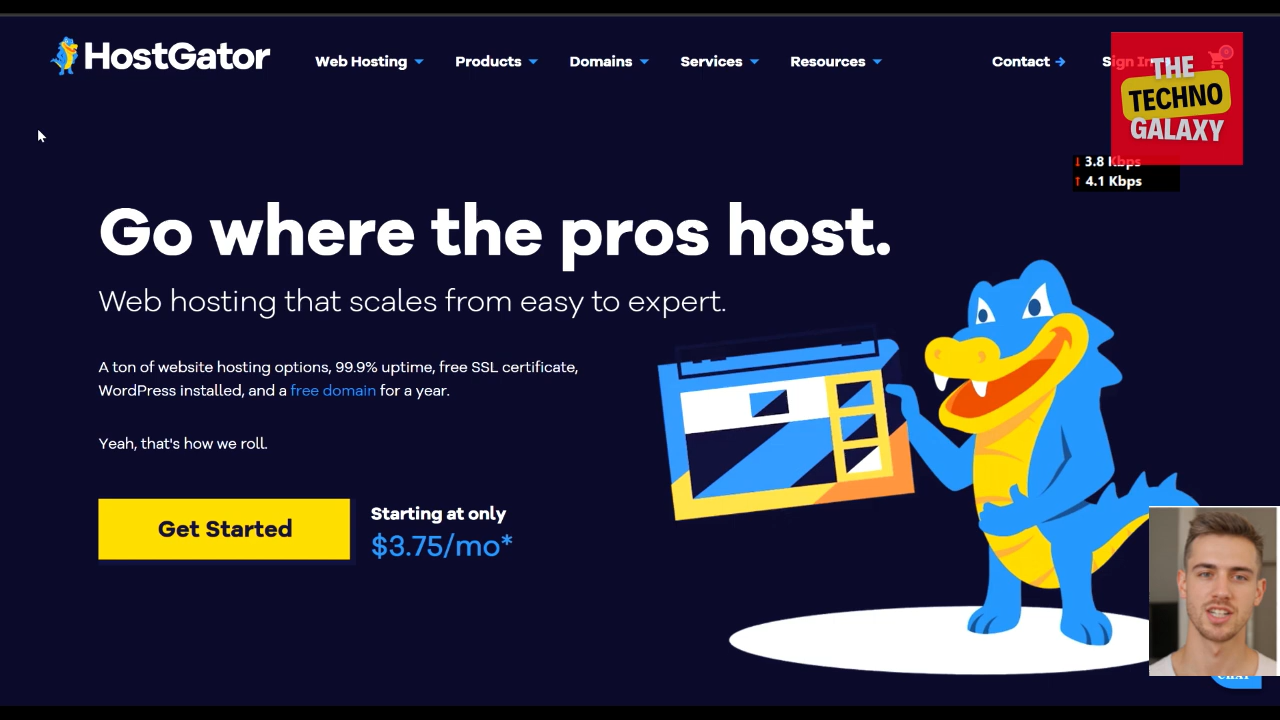 HostGator
Web Hosting
Products
Domains
Services
Resources
Contact
Sign In
THE
TECHNO
GALAXY
3.8 Kbps
4.1 Kbps
Go where the pros host.
Web hosting that scales from easy to expert.
A ton of website hosting options, 99.9% uptime, free SSL certificate,
WordPress installed, and a free domain for a year.
Yeah, that's how we roll.
Get Started
Starting at only
$3.75/mo*